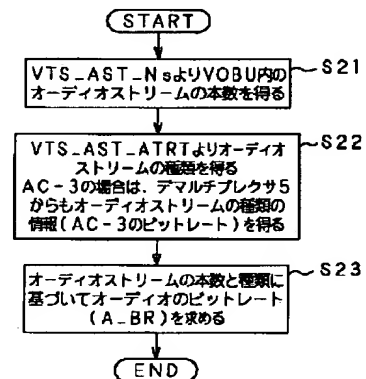 START
VTS_AST_NsよりVOBU内の
オーディオストリームの本数を得る
S21
VTS_AST_ATRTよりオーディオ
ストリームの種類を得る
AC-3の場合は、デマルチプレクサ5
からもオーディオストリームの種類の
情報(AC-3のビットレート)を得る
S22
オーディオストリームの本数と種類に
基づいてオーディオのビットレート
(A_BR)を求める
S23
END